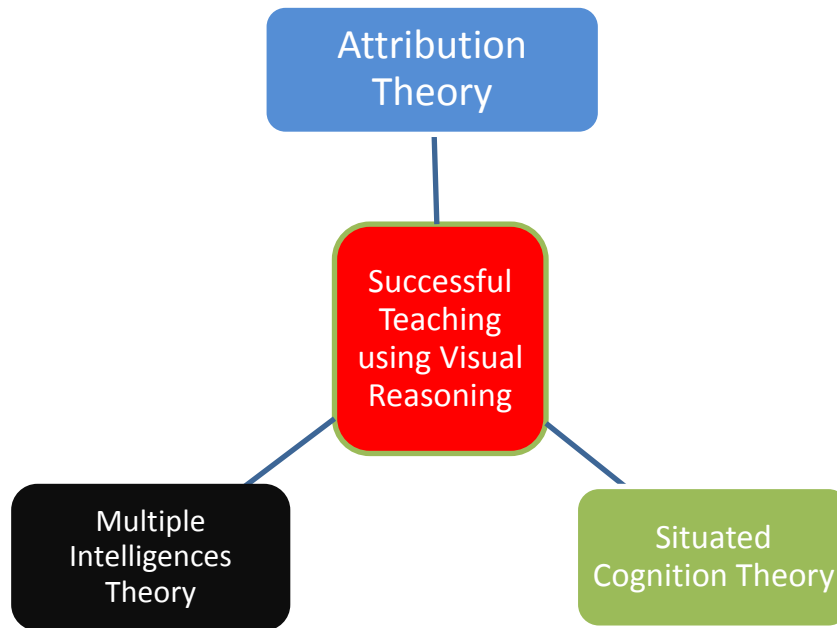 Attribution
Theory
Successful
Teaching
using Visual
Reasoning
Multiple
Intelligences
Theory
Situated
Cognition Theory